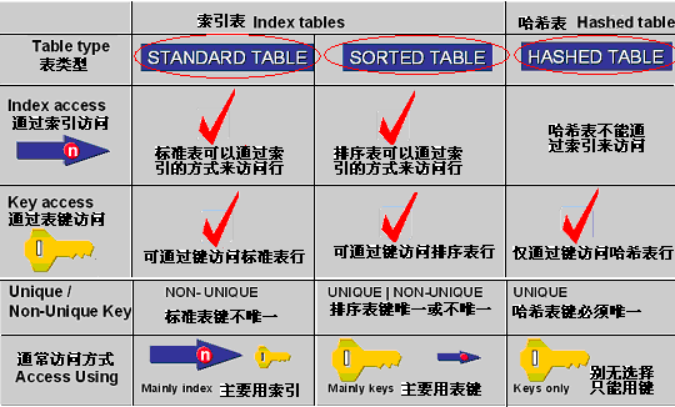 索引表 Index tables
哈希表 Hashed table
Table type
表类型
STANDARD TABLE
SORTED TABLE
HASHED TABLE
Index access
通过索引访问
n
标准表可以通过索
引的方式来访问行
排序表可以通过索
引的方式来访问行
哈希表不能通
过索引来访问
Key access
通过表键访问
可通过键访问标准表行
可通过键访问排序表行
仅通过键访问哈希表行
Unique /
Non-Unique Key
NON- UNIQUE
标准表键不唯一
UNIQUE | NON-UNIQUE
排序表键唯一或不唯一
UNIQUE
哈希表键必须唯一
通常访问方式
Access Using
n
Mainly index 主要用索引
n
Mainly keys 主要用表键
Keys only
别无选择
只能用键